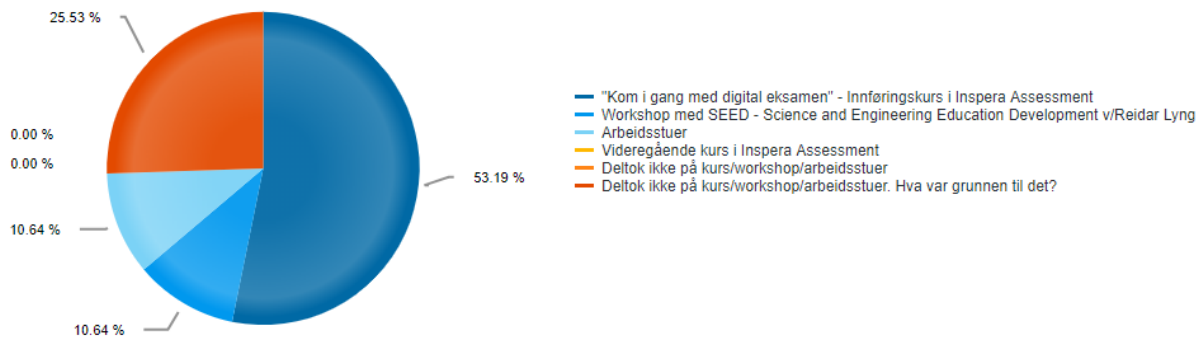 25.53 %
0.00 %
0.00 %
10.64 %
10.64 %
53.19 %
"Kom i gang med digital eksamen" - Innføringskurs i Inspera Assessment
Workshop med SEED - Science and Engineering Education Development v/Reidar Lyng
Arbeidsstuer
Videregående kurs i Inspera Assessment
Deltok ikke på kurs/workshop/arbeidsstuer
Deltok ikke på kurs/workshop/arbeidsstuer. Hva var grunnen til det?